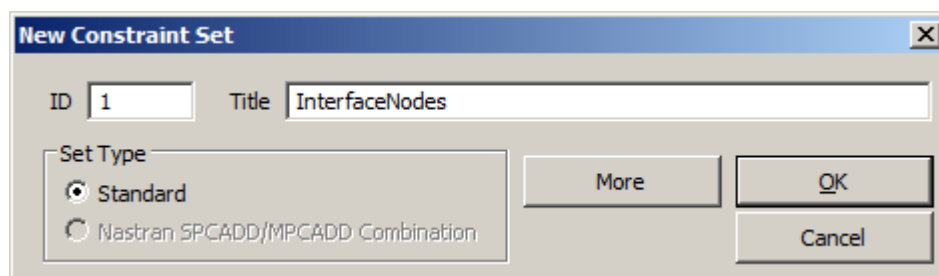 New Constraint Set
ID 1 Title InterfaceNodes
Set Type
Standard
Nastran SPCADD/MPCADD Combination
More
OK
Cancel